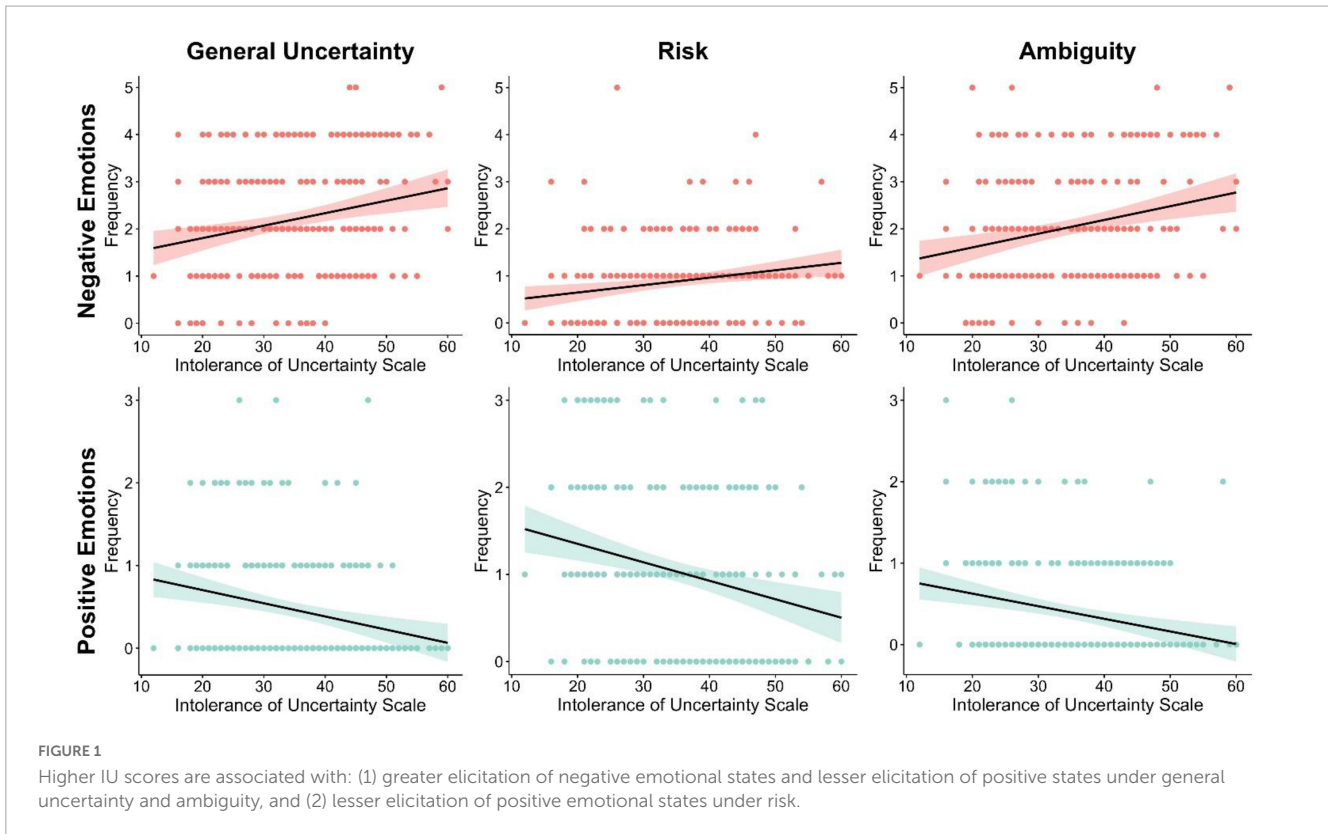 General Uncertainty
Risk
Ambiguity
Negative Emotions
Frequency
5
4
3
2
1
0
10 20 30 40 50 60
Intolerance of Uncertainty Scale
Frequency
5
4
3
2
1
0
10 20 30 40 50 60
Intolerance of Uncertainty Scale
Frequency
5
4
3
2
1
0
10 20 30 40 50 60
Intolerance of Uncertainty Scale
Positive Emotions
Frequency
3
2
1
0
10 20 30 40 50 60
Intolerance of Uncertainty Scale
Frequency
3
2
1
0
10 20 30 40 50 60
Intolerance of Uncertainty Scale
Frequency
3
2
1
0
10 20 30 40 50 60
Intolerance of Uncertainty Scale
FIGURE 1
Higher IU scores are associated with: (1) greater elicitation of negative emotional states and lesser elicitation of positive states under general
uncertainty and ambiguity, and (2) lesser elicitation of positive emotional states under risk.